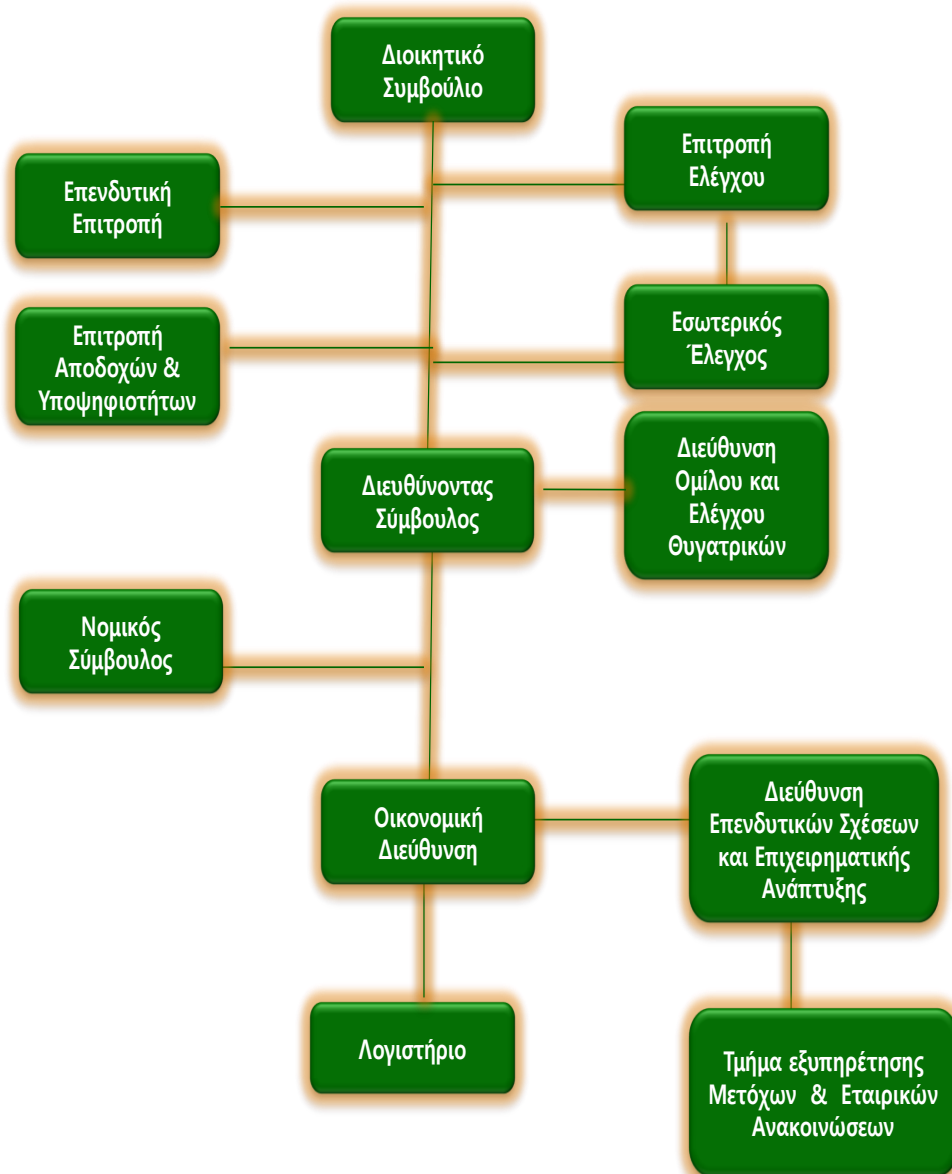 Διοικητικό
Συμβούλιο
Επιτροπή
Ελέγχου
Επενδυτική
Επιτροπή
Εσωτερικός
Έλεγχος
Επιτροπή
Αποδοχών &
Υποψηφιοτήτων
Διευθύνοντας
Σύμβουλος
Διεύθυνση
Ομίλου και
Ελέγχου
Θυγατρικών
Νομικός
Σύμβουλος
Οικονομική
Διεύθυνση
Διεύθυνση
Επενδυτικών Σχέσεων
και Επιχειρηματικής
Ανάπτυξης
Λογιστήριο
Τμήμα εξυπηρέτησης
Μετόχων & Εταιρικών
Ανακοινώσεων